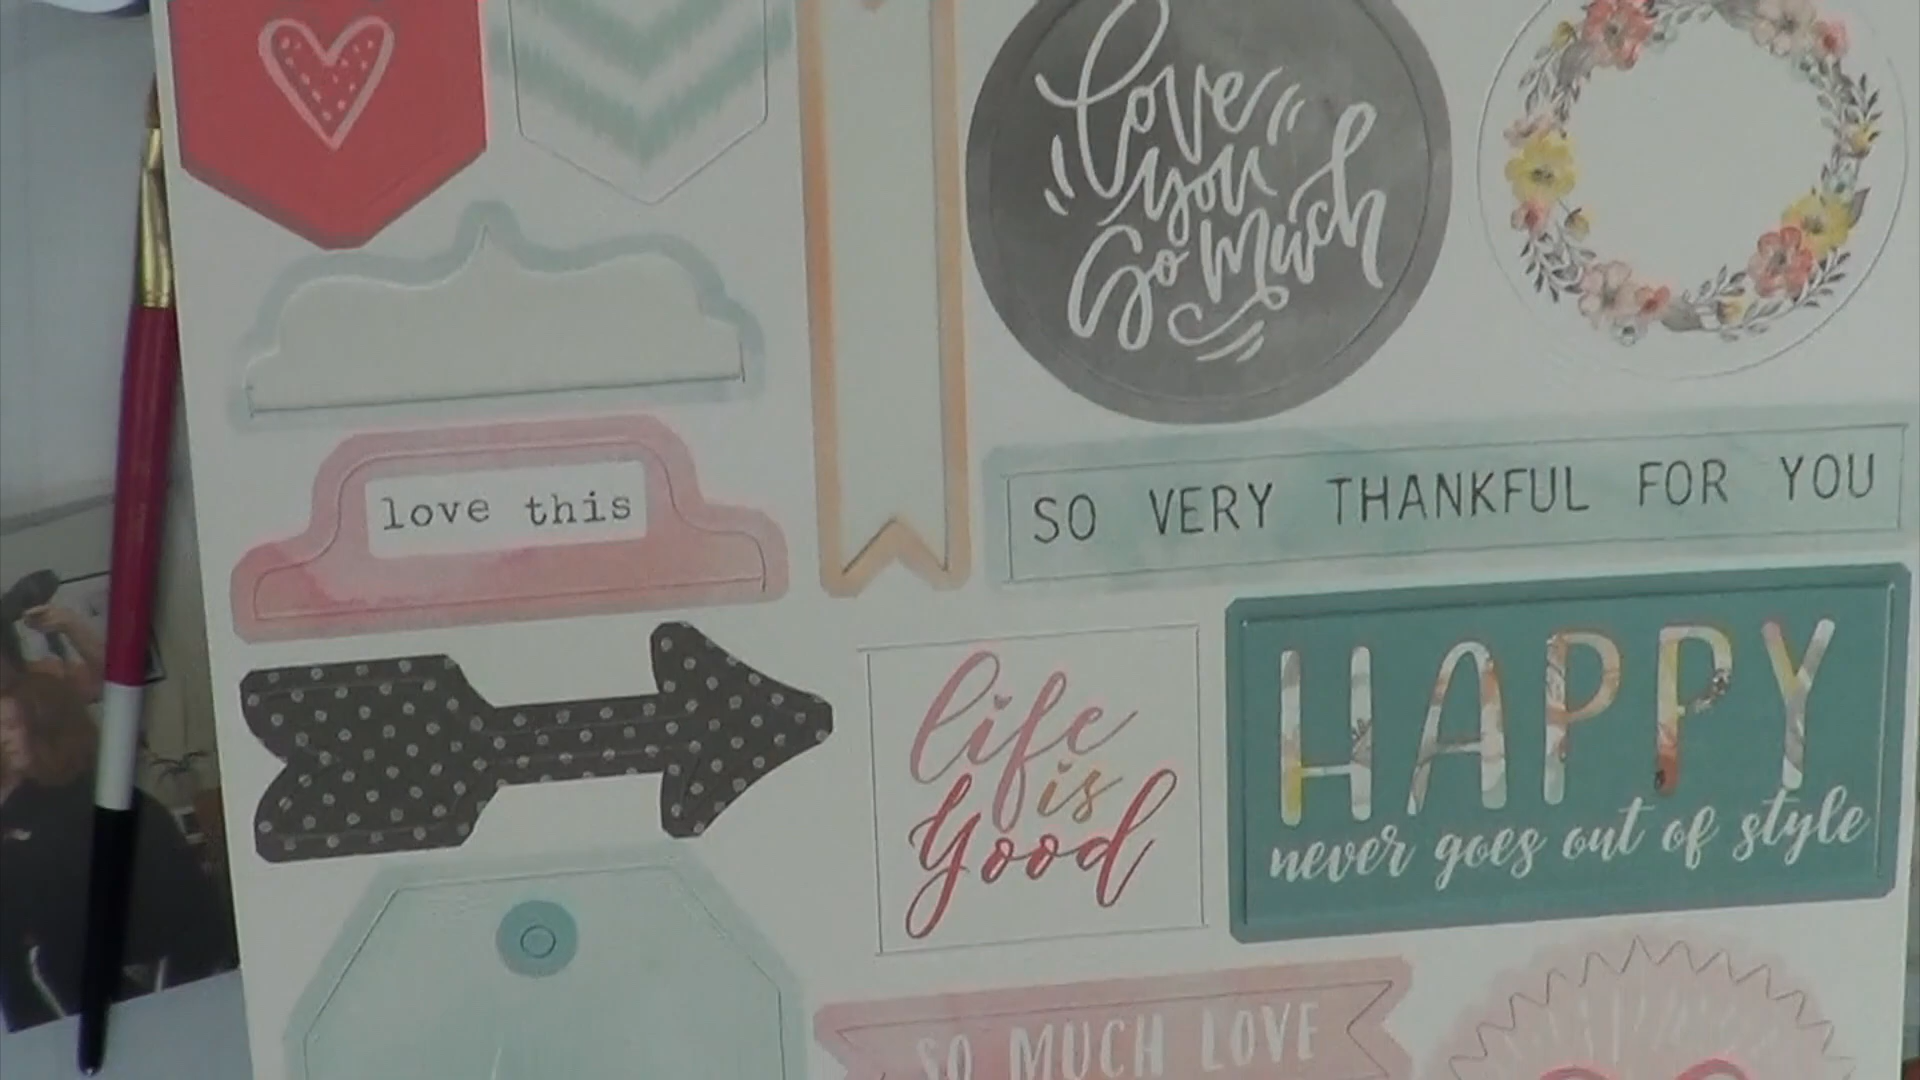 love
you
so much
love this
SO VERY THANKFUL FOR YOU
life
is
good
HAPPY
never goes out of style
SO MUCH LOVE